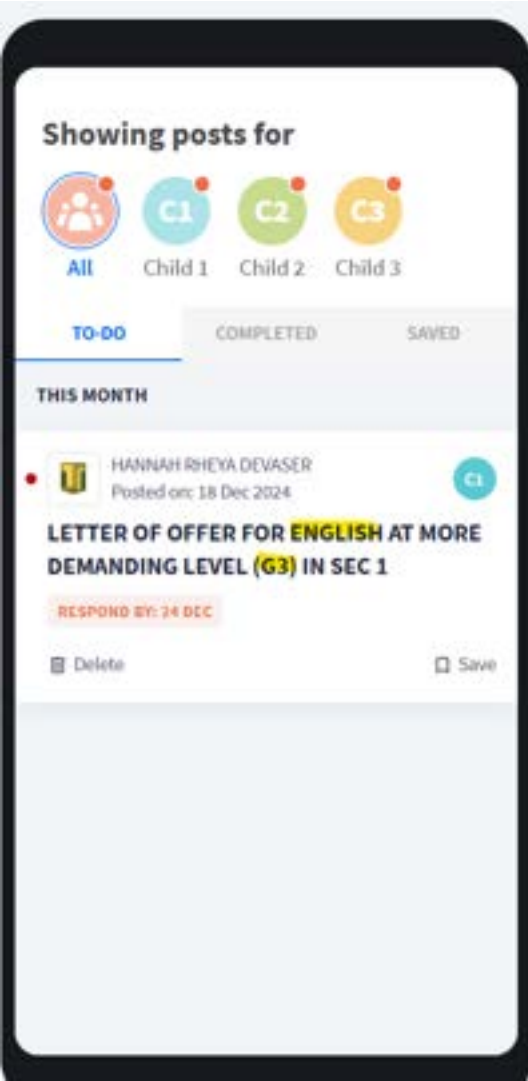 Showing posts for
C1 C2 C3
All Child 1 Child 2 Child 3
TO-DO COMPLETED SAVED
THIS MONTH
HANNAH RHEYA DEVASER
Posted on: 18 Dec 2024
C1
LETTER OF OFFER FOR ENGLISH AT MORE
DEMANDING LEVEL (G3) IN SEC 1
RESPOND BY: 24 DEC
Delete Save